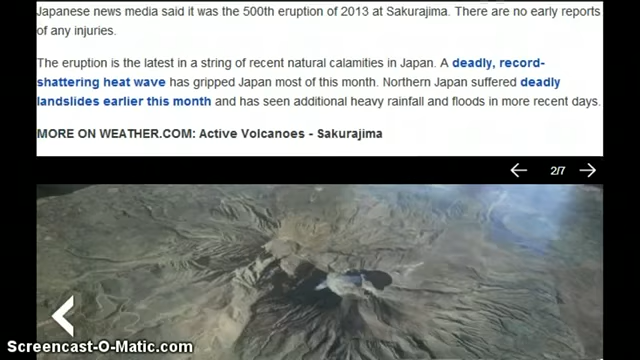 Japanese news media said it was the 500th eruption of 2013 at Sakurajima. There are no early reports
of any injuries.
The eruption is the latest in a string of recent natural calamities in Japan. A deadly, record-
shattering heat wave has gripped Japan most of this month. Northern Japan suffered deadly
landslides earlier this month and has seen additional heavy rainfall and floods in more recent days.
MORE ON WEATHER.COM: Active Volcanoes - Sakurajima
2/7
Screencast-O-Matic.com